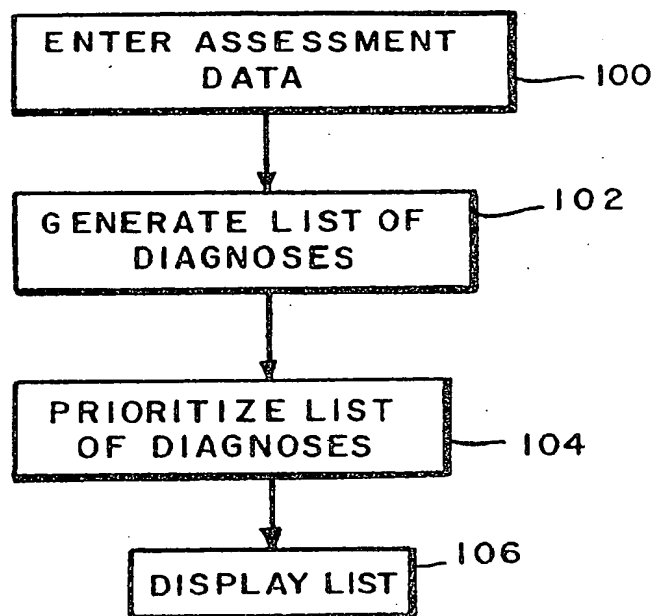 ENTER ASSESSMENT
DATA
100
GENERATE LIST OF
DIAGNOSES
102
PRIORITIZE LIST
OF DIAGNOSES
104
DISPLAY LIST
106